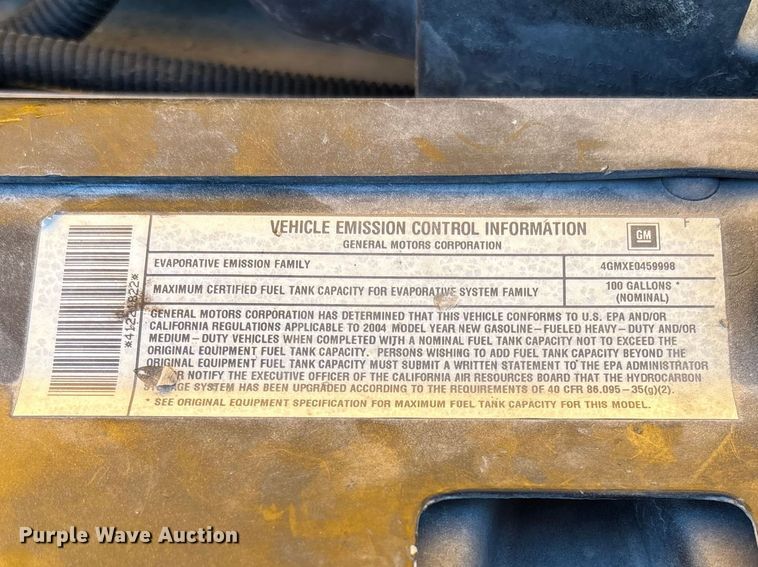 VEHICLE EMISSION CONTROL INFORMATION
GENERAL MOTORS CORPORATION
GM
F
EVAPORATIVE EMISSION FAMILY 4GMXE0459998
MAXIMUM CERTIFIED FUEL TANK CAPACITY FOR EVAPORATIVE SYSTEM FAMILY 100 GALLONS *
(NOMINAL)
GENERAL MOTORS CORPORATION HAS DETERMINED THAT THIS VEHICLE CONFORMS TO U.S. EPA AND/OR
CALIFORNIA REGULATIONS APPLICABLE TO 2004 MODEL YEAR NEW GASOLINE-FUELED HEAVY-DUTY AND/OR
MEDIUM-DUTY VEHICLES WHEN COMPLETED WITH A NOMINAL FUEL TANK CAPACITY NOT TO EXCEED THE
ORIGINAL EQUIPMENT FUEL TANK CAPACITY. PERSONS WISHING TO ADD FUEL TANK CAPACITY BEYOND THE
ORIGINAL EQUIPMENT FUEL TANK CAPACITY MUST SUBMIT A WRITTEN STATEMENT TO THE EPA ADMINISTRATOR
NOTIFY THE EXECUTIVE OFFICER OF THE CALIFORNIA AIR RESOURCES BOARD THAT THE HYDROCARBON
SYSTEM HAS BEEN UPGRADED ACCORDING TO THE REQUIREMENTS OF 40 CFR 86.095-35(g)(2).
* SEE ORIGINAL EQUIPMENT SPECIFICATION FOR MAXIMUM FUEL TANK CAPACITY FOR THIS MODEL.
Purple Wave Auction